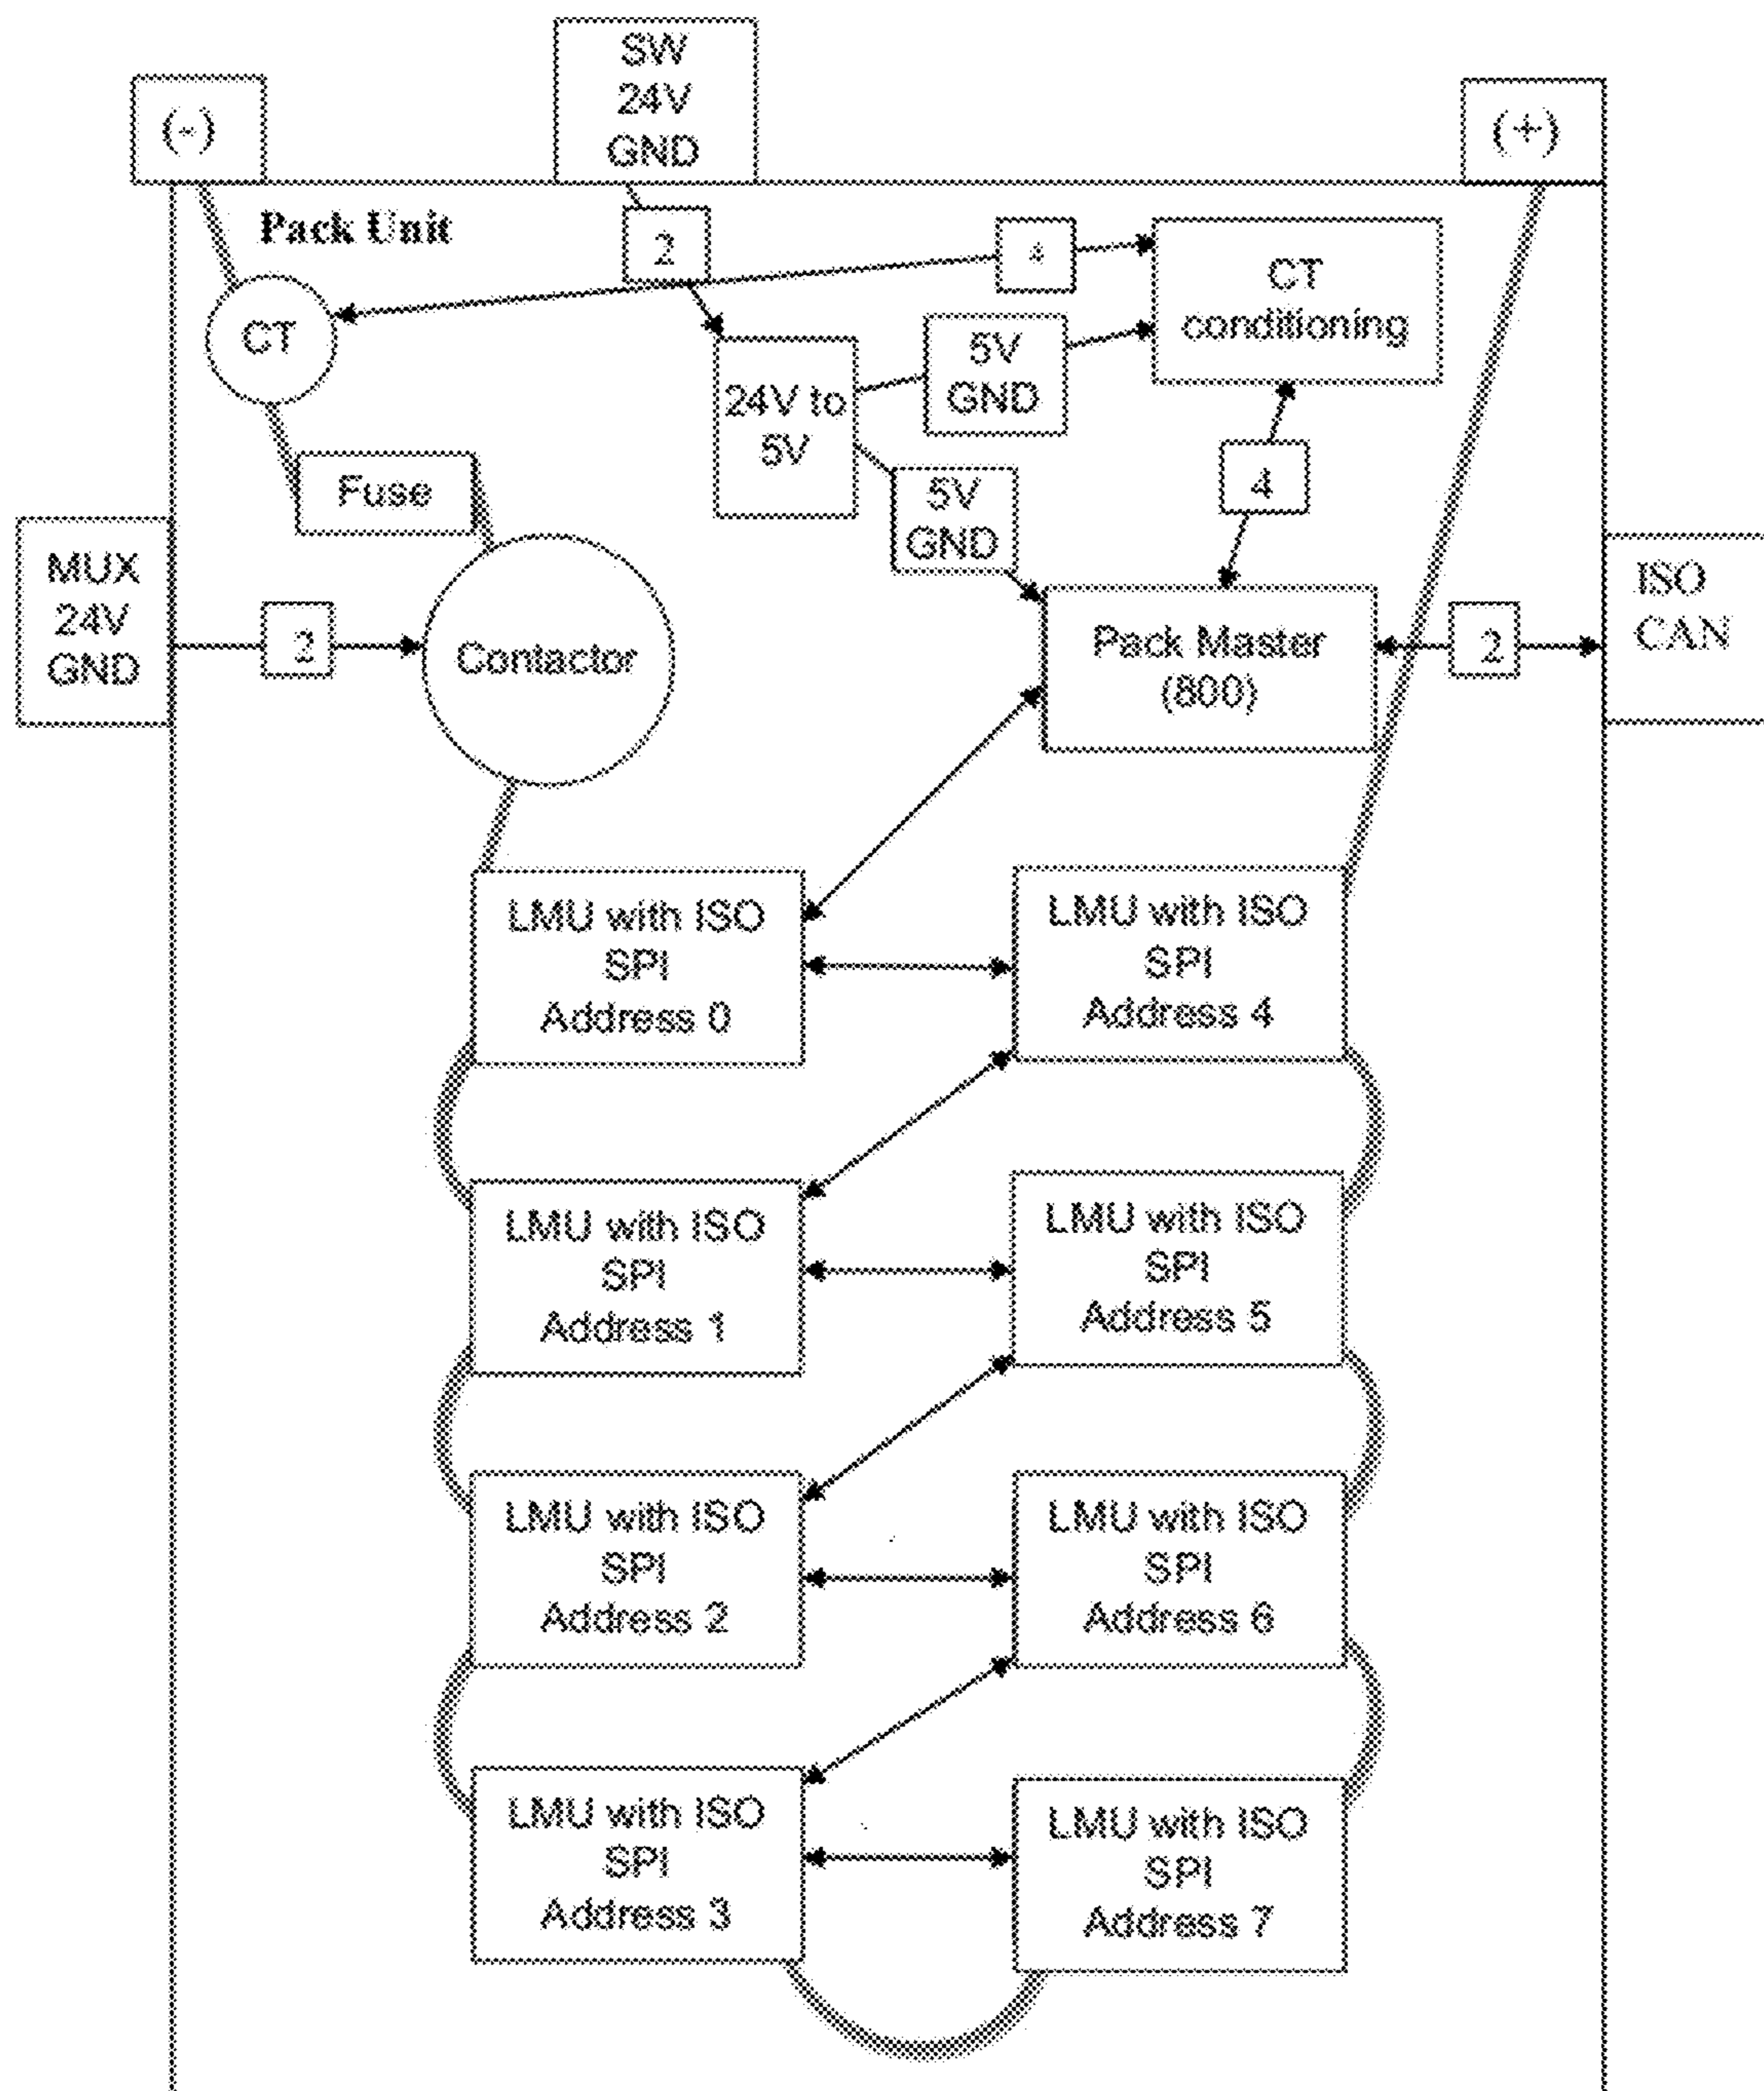 SW
24V
GND
(-)
(+)
Pack Unit
2
4
CT
conditioning
CT
5V
GND
24V to
5V
Fuse
4
5V
GND
MUX
24V
GND
2
Contactor
Pack Master
(800)
2
ISO
CAN
LMU with ISO
SPI
Address 0
LMU with ISO
SPI
Address 4
LMU with ISO
SPI
Address 1
LMU with ISO
SPI
Address 5
LMU with ISO
SPI
Address 2
LMU with ISO
SPI
Address 6
LMU with ISO
SPI
Address 3
LMU with ISO
SPI
Address 7